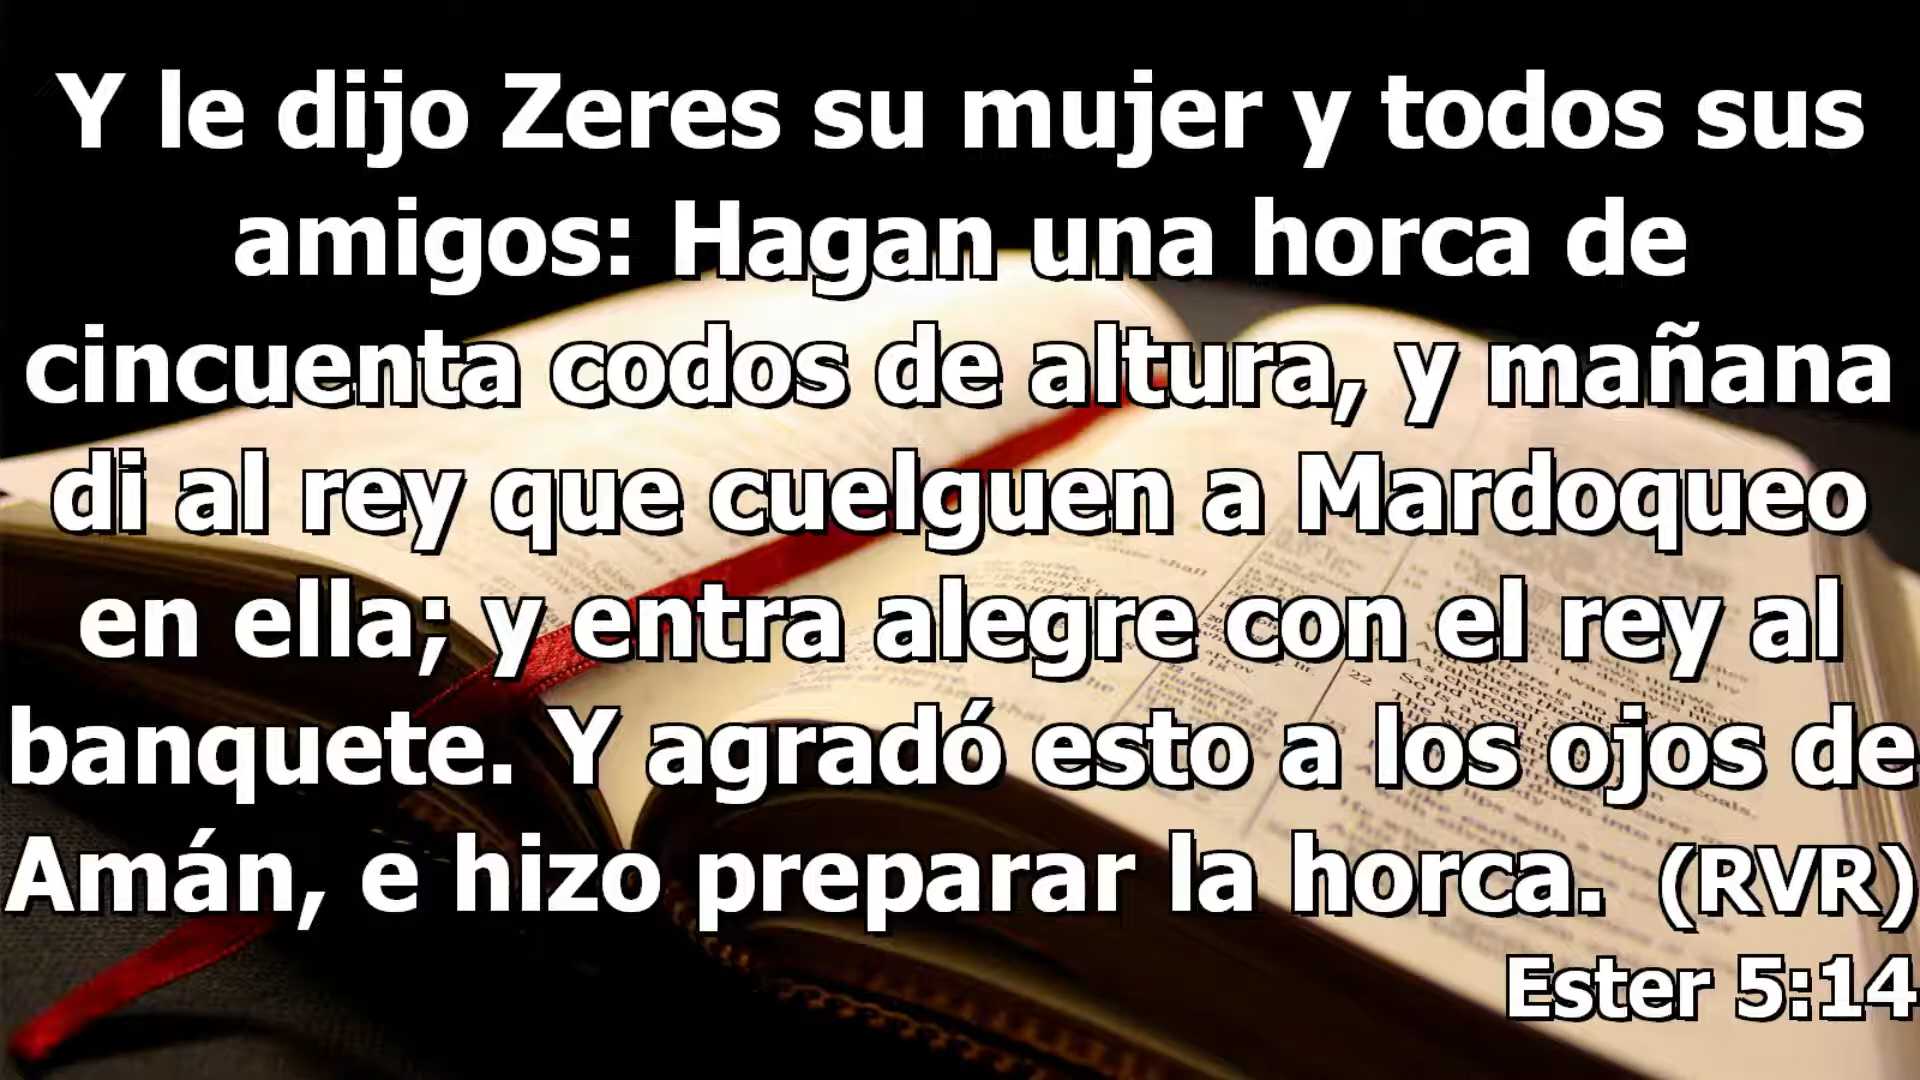 Y le dijo Zeres su mujer y todos sus
amigos: Hagan una horca de
cincuenta codos de altura, y mañana
di al rey que cuelguen a Mardoqueo
en ella; y entra alegre con el rey al
banquete. Y agradó esto a los ojos de
Amán, e hizo preparar la horca. (RVR)
Ester 5:14